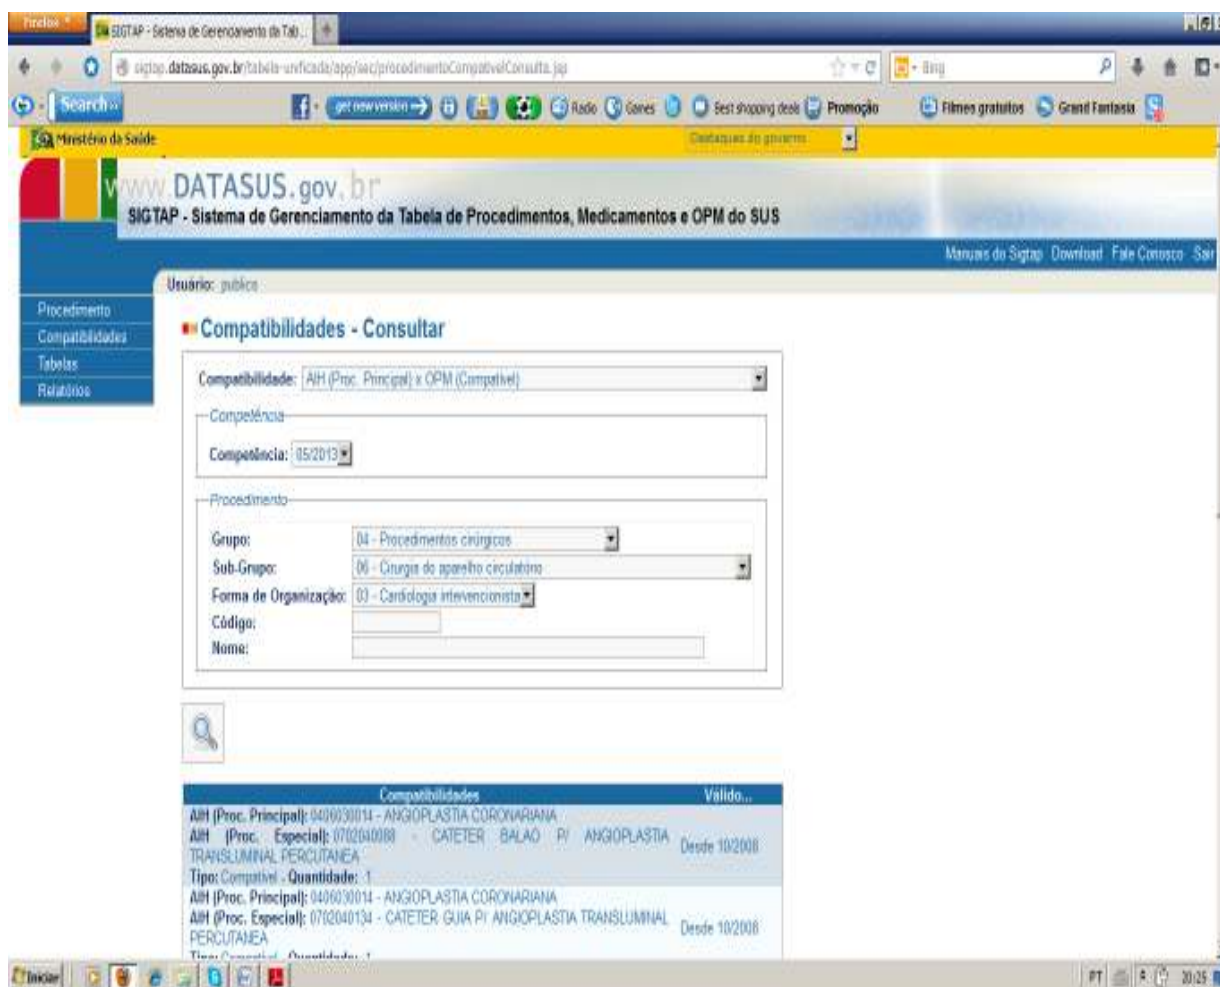 Firefox
SIGTAP - Sistema de Gerenciamento da Tab...
sigtap.datasus.gov.br/tabela-unificada/app/sec/procedimentoCompativelConsulta.jsp
Bing
Search
get new version Radio Games Best shopping deals Promoção Filmes gratuitos Grand Fantasia
Ministério da Saúde
Destaques do governo
www.DATASUS.gov.br
SIGTAP - Sistema de Gerenciamento da Tabela de Procedimentos, Medicamentos e OPM do SUS
Manuais do Sigtap Download Fale Conosco Sair
Usuário: publico
Procedimento
Compatibilidades
Tabelas
Relatórios
Compatibilidades - Consultar
Compatibilidade: AIH (Proc. Principal) x OPM (Compatível)
Competência
Competência: 05/2013
Procedimento
Grupo: 04 - Procedimentos cirúrgicos
Sub-Grupo: 06 - Cirurgia do aparelho circulatório
Forma de Organização: 03 - Cardiologia intervencionista
Código:
Nome:
Compatibilidades Válido...
AIH (Proc. Principal): 0406030014 - ANGIOPLASTIA CORONARIANA
AIH (Proc. Especial): 0702040088 - CATETER BALAO P/ ANGIOPLASTIA
TRANSLUMINAL PERCUTANEA
Desde 10/2008
Tipo: Compatível - Quantidade: 1
AIH (Proc. Principal): 0406030014 - ANGIOPLASTIA CORONARIANA
AIH (Proc. Especial): 0702040134 - CATETER GUIA P/ ANGIOPLASTIA TRANSLUMINAL
PERCUTANEA
Desde 10/2008
Tipo: Compatível - Quantidade: 1
Iniciar PT 20:25